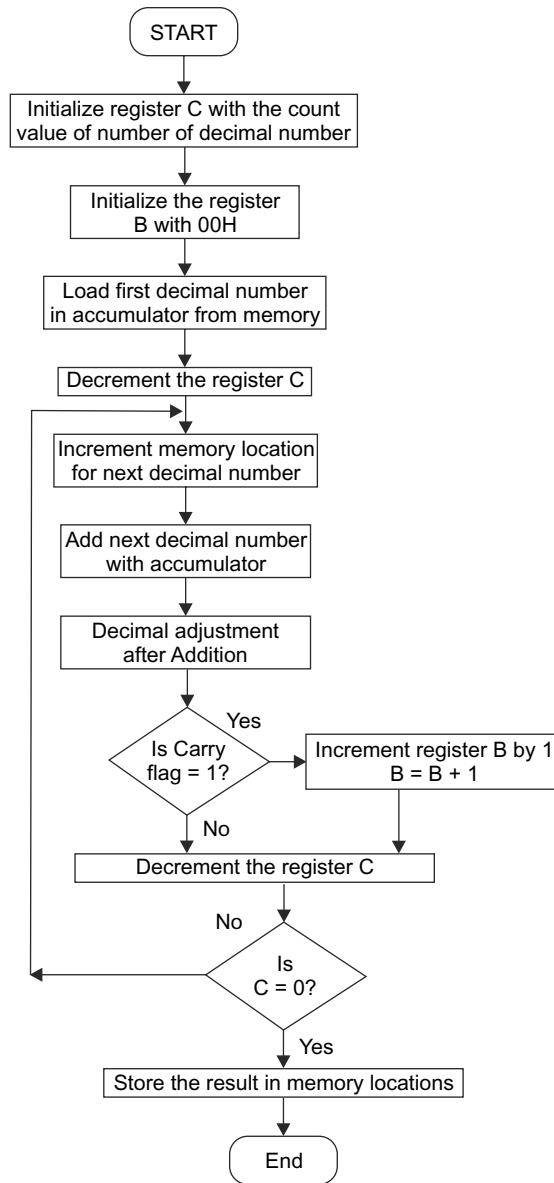 START
Initialize register C with the count
value of number of decimal number
Initialize the register
B with 00H
Load first decimal number
in accumulator from memory
Decrement the register C
Increment memory location
for next decimal number
Add next decimal number
with accumulator
Decimal adjustment
after Addition
Yes
Is Carry
flag = 1?
Increment register B by 1
B = B + 1
No
Decrement the register C
No
Is
C = 0?
Yes
Store the result in memory locations
End